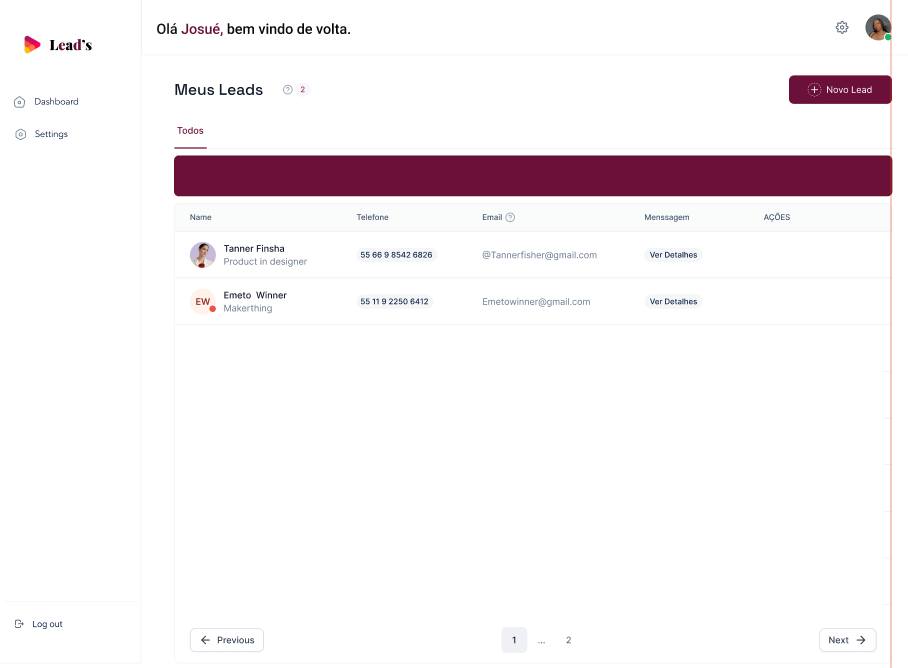 Lead's
Olá Josué, bem vindo de volta.
Dashboard
Settings
Meus Leads 2
Novo Lead
Todos
Name Telefone Email Menssagem AÇÕES
Tanner Finsha
Product in designer
55 66 9 8542 6826
@Tannerfisher@gmail.com
Ver Detalhes
EW
Emeto Winner
Makerthing
55 11 9 2250 6412
Emetowinner@gmail.com
Ver Detalhes
Log out
Previous
1 ... 2
Next